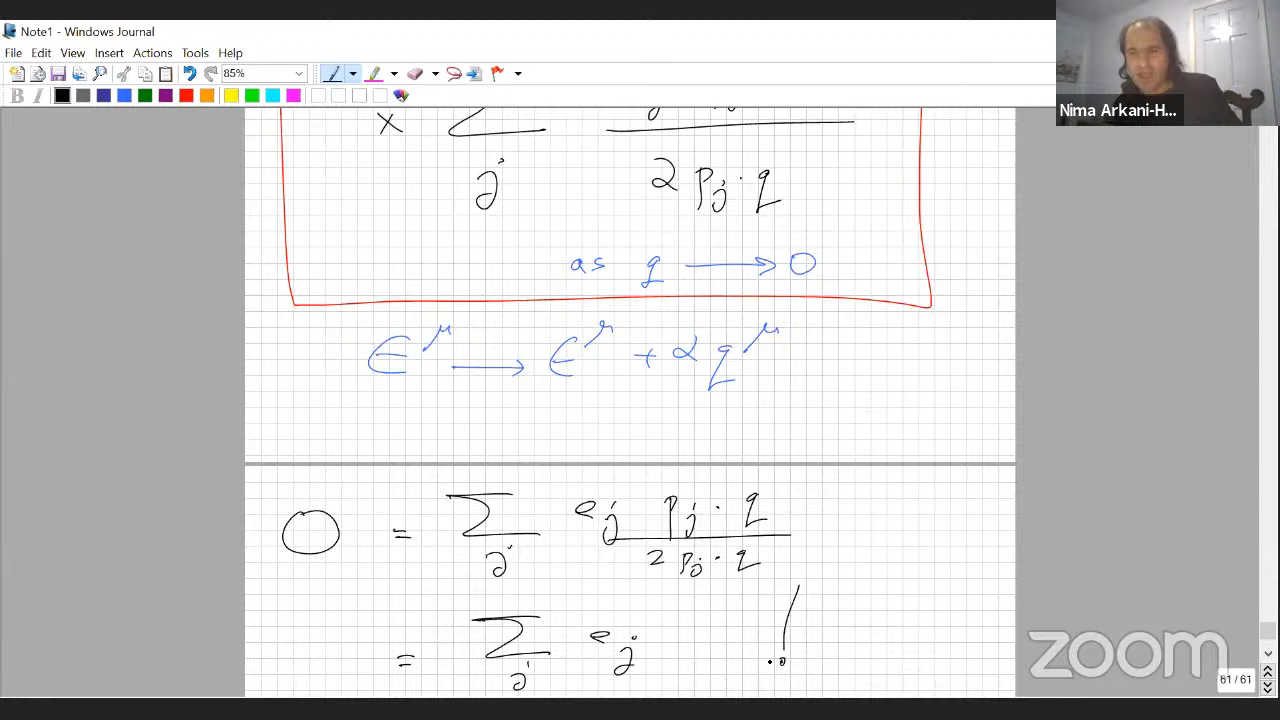 Note1 - Windows Journal
File Edit View Insert Actions Tools Help
85%
B I
Nima Arkani-H...
× Σ
j 2 pj · q
as q → 0
ϵ^μ → ϵ^μ + α q^μ
0 = Σ ej pj · q
j 2 pj · q
= Σ ej !
j
zoom
61 / 61